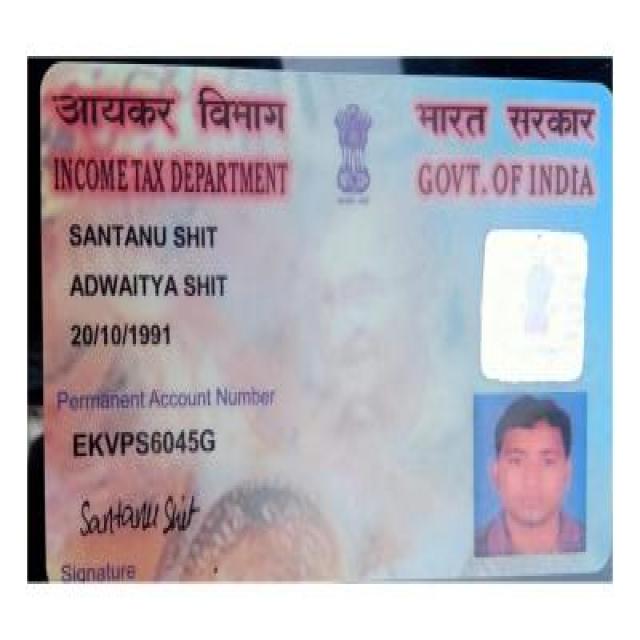 आयकर विभाग
INCOME TAX DEPARTMENT
भारत सरकार
GOVT. OF INDIA
SANTANU SHIT
ADWAITYA SHIT
20/10/1991
Permanent Account Number
EKVPS6045G
Santanu Shit
Signature